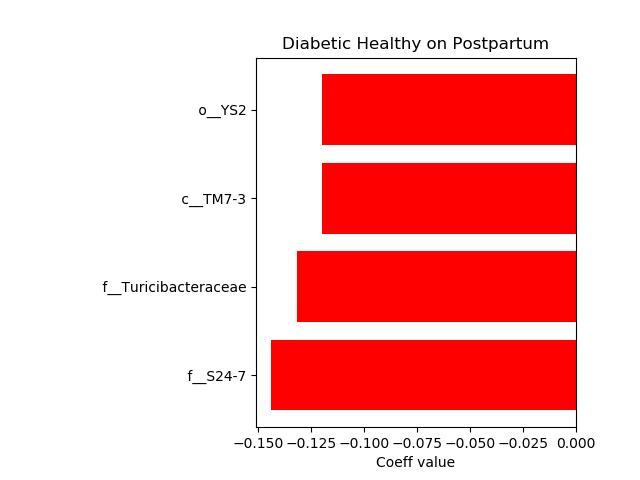 Diabetic Healthy on Postpartum
o__YS2
c__TM7-3
f__Turicibacteraceae
f__S24-7
−0.150 −0.125 −0.100 −0.075 −0.050 −0.025 0.000
Coeff value